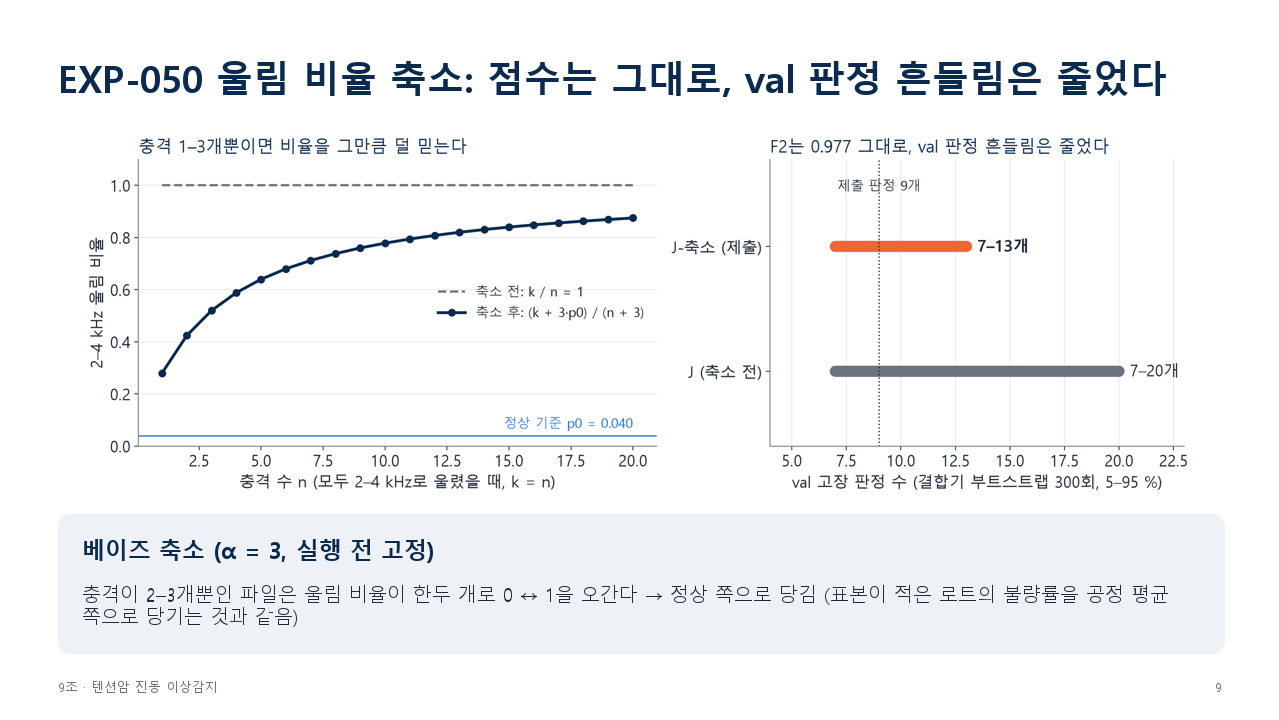 EXP-050 울림 비율 축소: 점수는 그대로, val 판정 흔들림은 줄었다
충격 1–3개뿐이면 비율을 그만큼 덜 믿는다
2–4 kHz 울림 비율
1.0
0.8
0.6
0.4
0.2
0.0
축소 전: k / n = 1
축소 후: (k + 3·p0) / (n + 3)
정상 기준 p0 = 0.040
2.5 5.0 7.5 10.0 12.5 15.0 17.5 20.0
충격 수 n (모두 2–4 kHz로 울렸을 때, k = n)
F2는 0.977 그대로, val 판정 흔들림은 줄었다
제출 판정 9개
J-축소 (제출)
7–13개
J (축소 전)
7–20개
5.0 7.5 10.0 12.5 15.0 17.5 20.0 22.5
val 고장 판정 수 (결합기 부트스트랩 300회, 5–95 %)
베이즈 축소 (α = 3, 실행 전 고정)
충격이 2–3개뿐인 파일은 울림 비율이 한두 개로 0 ↔ 1을 오간다 → 정상 쪽으로 당김 (표본이 적은 로트의 불량률을 공정 평균
쪽으로 당기는 것과 같음)
9조 · 텐션암 진동 이상감지
9